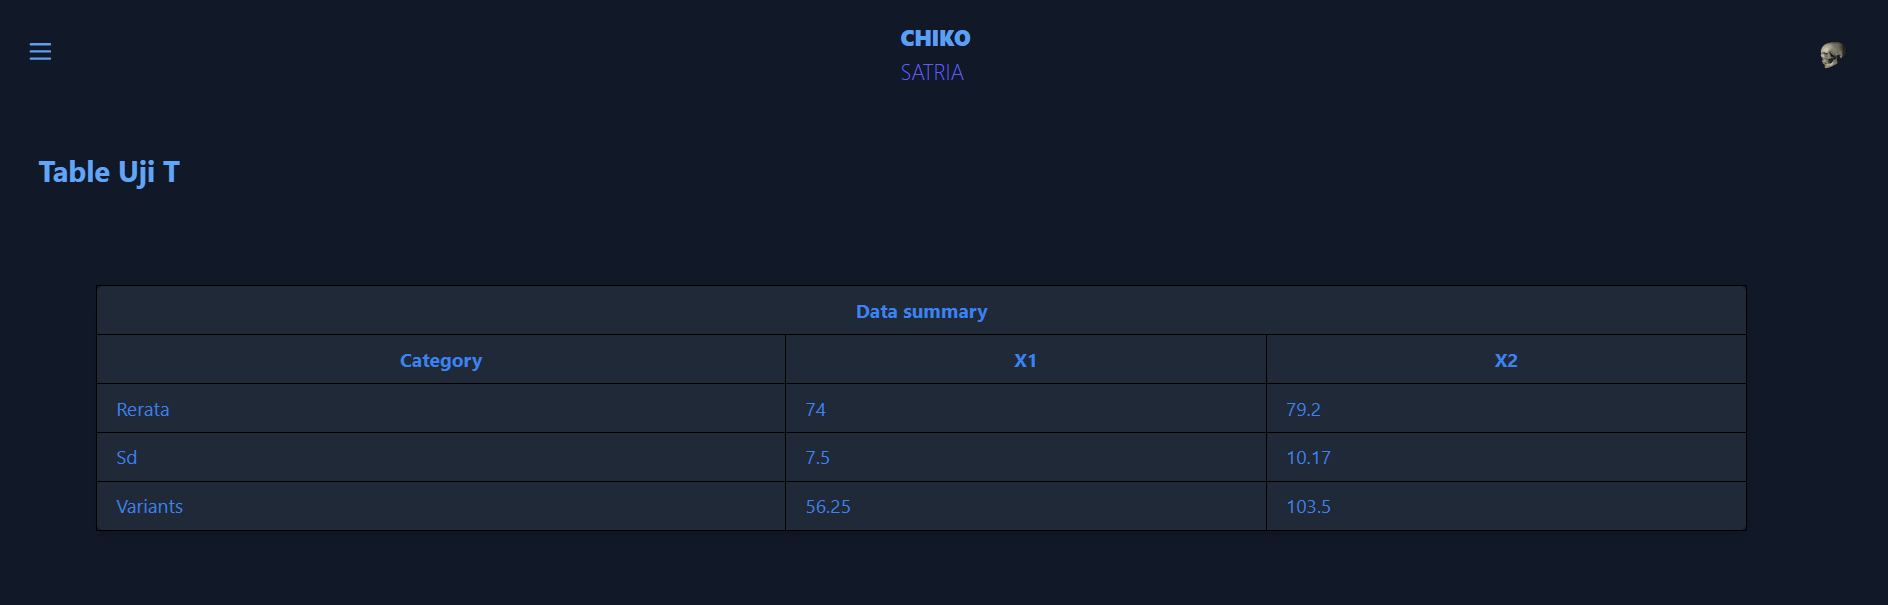 CHIKO
SATRIA
Table Uji T
Data summary
Category X1 X2
Rerata 74 79.2
Sd 7.5 10.17
Variants 56.25 103.5